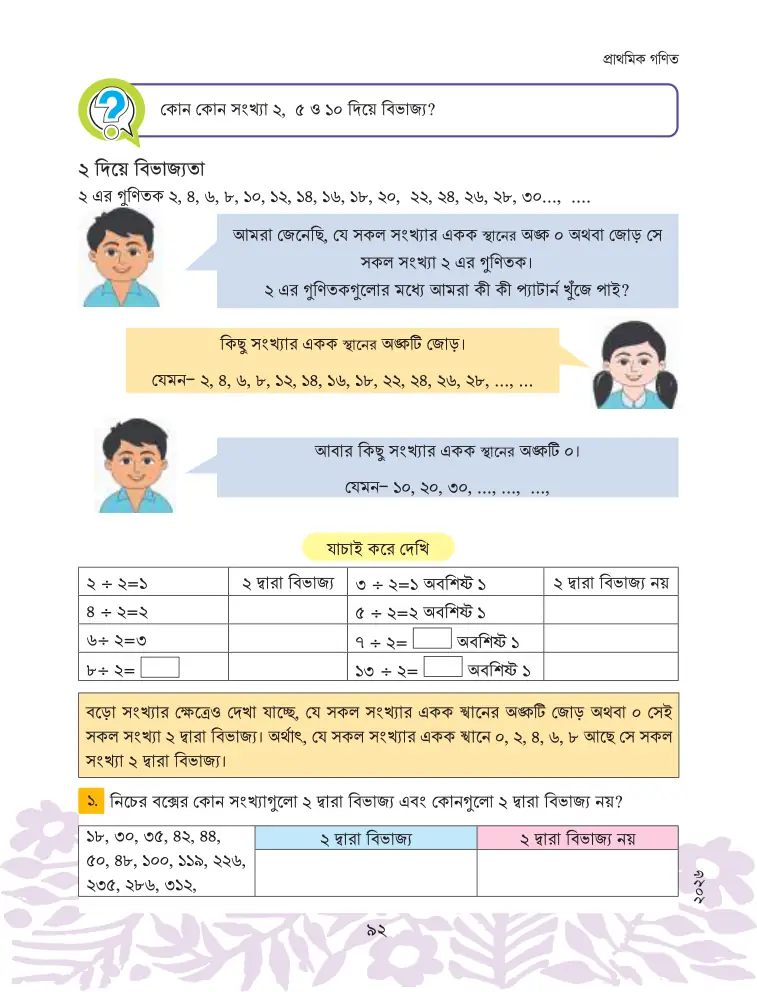 প্রাথমিক গণিত
কোন কোন সংখ্যা ২, ৫ ও ১০ দিয়ে বিভাজ্য?
২ দিয়ে বিভাজ্যতা
২ এর গুণিতক ২, ৪, ৬, ৮, ১০, ১২, ১৪, ১৬, ১৮, ২০, ২২, ২৪, ২৬, ২৮, ৩০..., ....
আমরা জেনেছি, যে সকল সংখ্যার একক স্থানের অঙ্ক ০ অথবা জোড় সে
সকল সংখ্যা ২ এর গুণিতক।
২ এর গুণিতকগুলোর মধ্যে আমরা কী কী প্যাটার্ন খুঁজে পাই?
কিছু সংখ্যার একক স্থানের অঙ্কটি জোড়।
যেমন– ২, ৪, ৬, ৮, ১২, ১৪, ১৬, ১৮, ২২, ২৪, ২৬, ২৮, ..., ...
আবার কিছু সংখ্যার একক স্থানের অঙ্কটি ০।
যেমন– ১০, ২০, ৩০, ..., ..., ...,
যাচাই করে দেখি
২ ÷ ২=১ ২ দ্বারা বিভাজ্য ৩ ÷ ২=১ অবশিষ্ট ১ ২ দ্বারা বিভাজ্য নয়
৪ ÷ ২=২ ৫ ÷ ২=২ অবশিষ্ট ১
৬÷ ২=৩ ৭ ÷ ২= অবশিষ্ট ১
৮÷ ২= ১৩ ÷ ২= অবশিষ্ট ১
বড়ো সংখ্যার ক্ষেত্রেও দেখা যাচ্ছে, যে সকল সংখ্যার একক স্থানের অঙ্কটি জোড় অথবা ০ সেই
সকল সংখ্যা ২ দ্বারা বিভাজ্য। অর্থাৎ, যে সকল সংখ্যার একক স্থানে ০, ২, ৪, ৬, ৮ আছে সে সকল
সংখ্যা ২ দ্বারা বিভাজ্য।
১. নিচের বক্সের কোন সংখ্যাগুলো ২ দ্বারা বিভাজ্য এবং কোনগুলো ২ দ্বারা বিভাজ্য নয়?
১৮, ৩০, ৩৫, ৪২, ৪৪, ২ দ্বারা বিভাজ্য ২ দ্বারা বিভাজ্য নয়
৫০, ৪৮, ১০০, ১১৯, ২২৬,
২৩৫, ২৮৬, ৩১২,
২০২৬
৯২